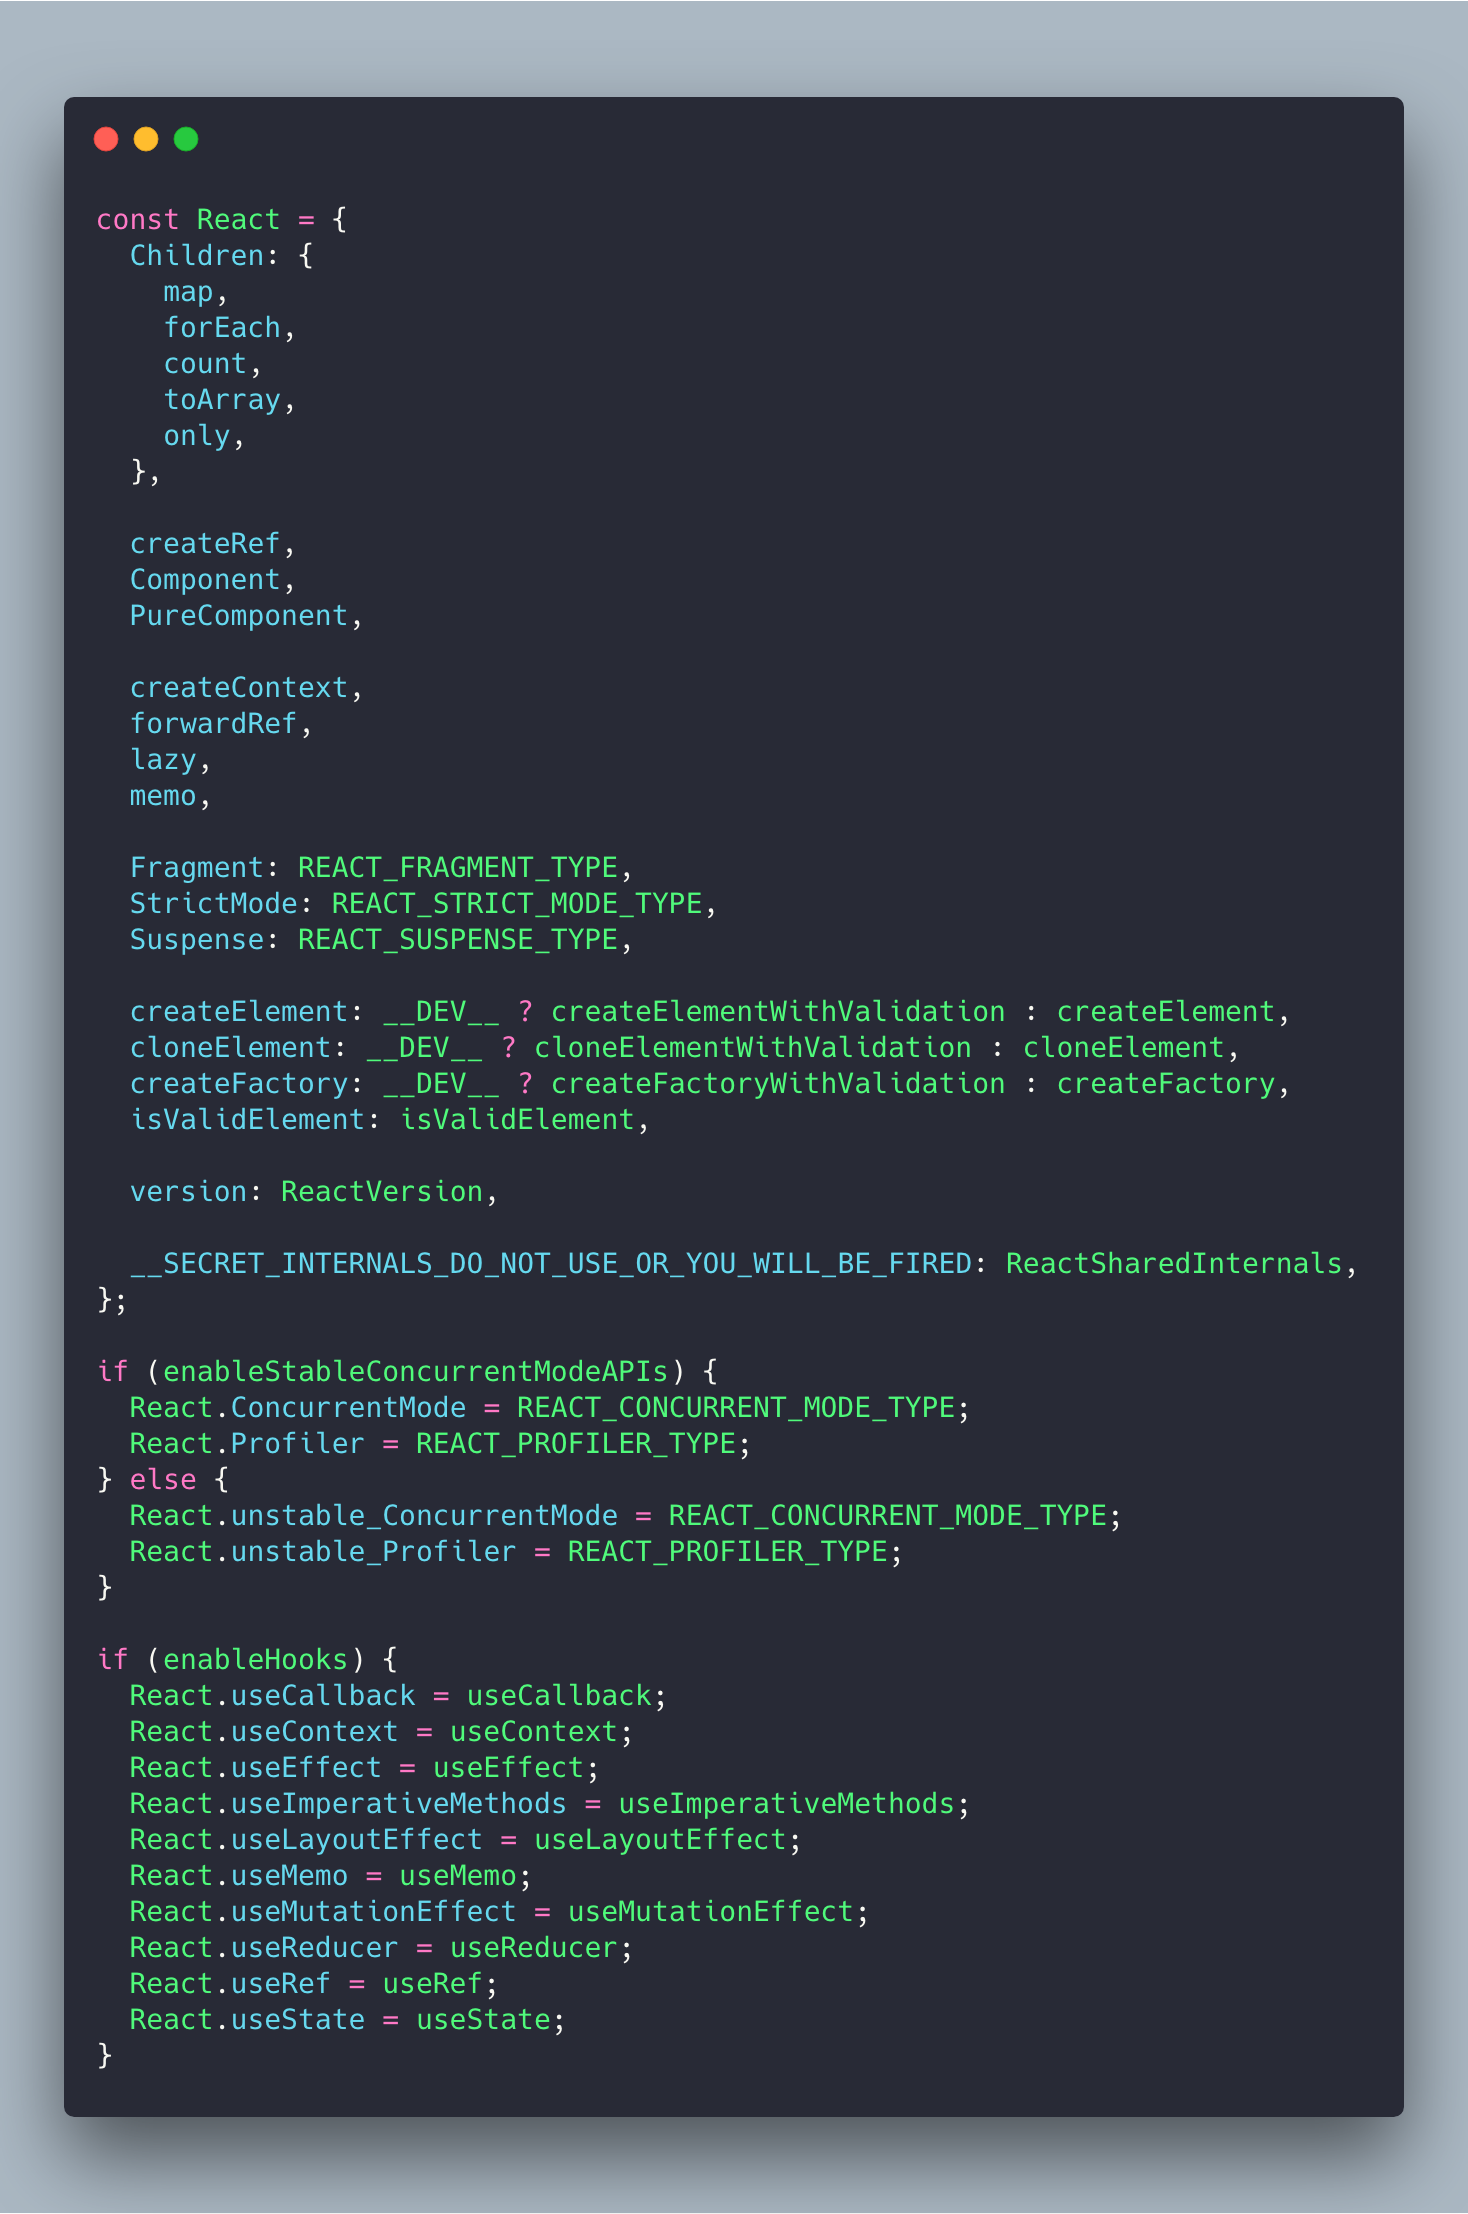 const React = {
  Children: {
    map,
    forEach,
    count,
    toArray,
    only,
  },

  createRef,
  Component,
  PureComponent,

  createContext,
  forwardRef,
  lazy,
  memo,

  Fragment: REACT_FRAGMENT_TYPE,
  StrictMode: REACT_STRICT_MODE_TYPE,
  Suspense: REACT_SUSPENSE_TYPE,

  createElement: __DEV__ ? createElementWithValidation : createElement,
  cloneElement: __DEV__ ? cloneElementWithValidation : cloneElement,
  createFactory: __DEV__ ? createFactoryWithValidation : createFactory,
  isValidElement: isValidElement,

  version: ReactVersion,

  __SECRET_INTERNALS_DO_NOT_USE_OR_YOU_WILL_BE_FIRED: ReactSharedInternals,
};

if (enableStableConcurrentModeAPIs) {
  React.ConcurrentMode = REACT_CONCURRENT_MODE_TYPE;
  React.Profiler = REACT_PROFILER_TYPE;
} else {
  React.unstable_ConcurrentMode = REACT_CONCURRENT_MODE_TYPE;
  React.unstable_Profiler = REACT_PROFILER_TYPE;
}

if (enableHooks) {
  React.useCallback = useCallback;
  React.useContext = useContext;
  React.useEffect = useEffect;
  React.useImperativeMethods = useImperativeMethods;
  React.useLayoutEffect = useLayoutEffect;
  React.useMemo = useMemo;
  React.useMutationEffect = useMutationEffect;
  React.useReducer = useReducer;
  React.useRef = useRef;
  React.useState = useState;
}